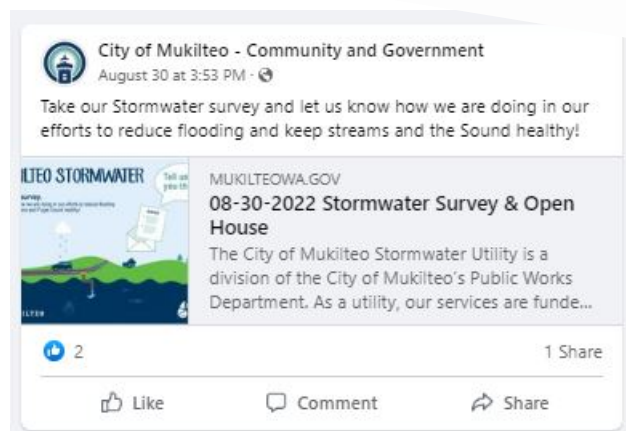 City of Mukilteo - Community and Government
August 30 at 3:53 PM ·
Take our Stormwater survey and let us know how we are doing in our
efforts to reduce flooding and keep streams and the Sound healthy!
ILTEO STORMWATER
Tell us
MUKILTEOWA.GOV
08-30-2022 Stormwater Survey & Open
House
The City of Mukilteo Stormwater Utility is a
division of the City of Mukilteo's Public Works
Department. As a utility, our services are funde...
2
1 Share
Like
Comment
Share